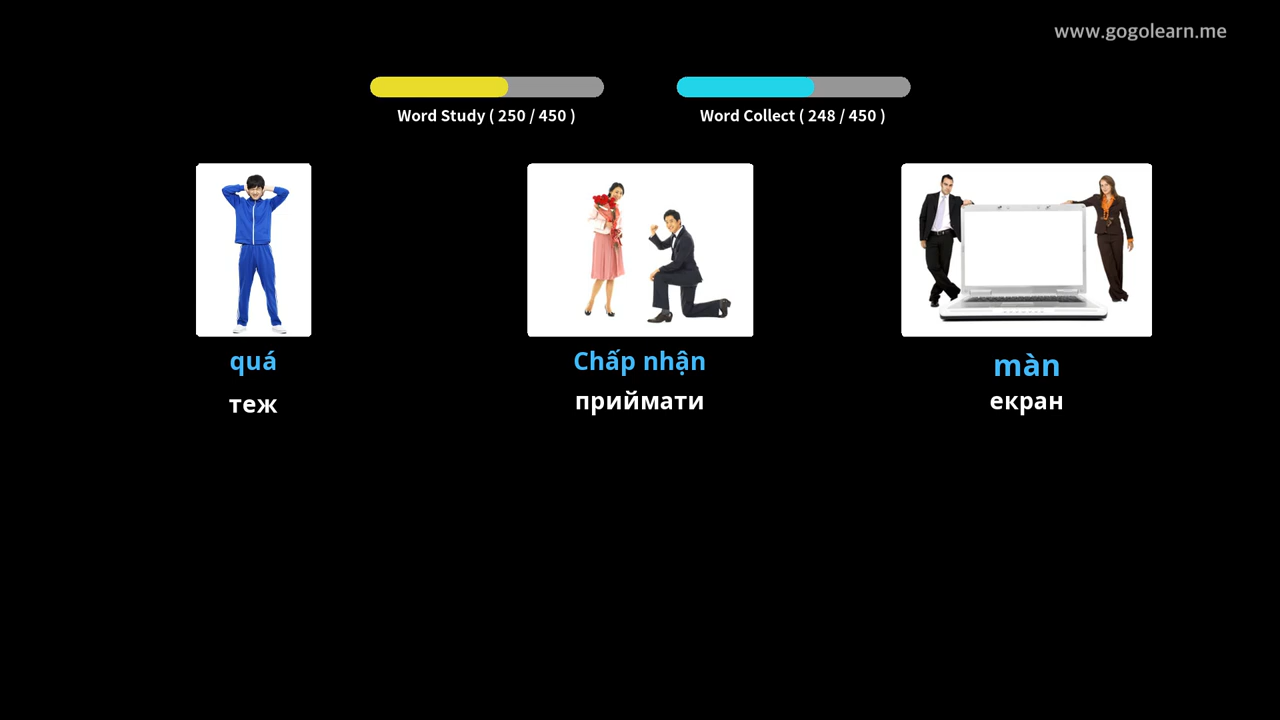 www.gogolearn.me
Word Study ( 250 / 450 )
Word Collect ( 248 / 450 )
quá
теж
Chấp nhận
приймати
màn
екран